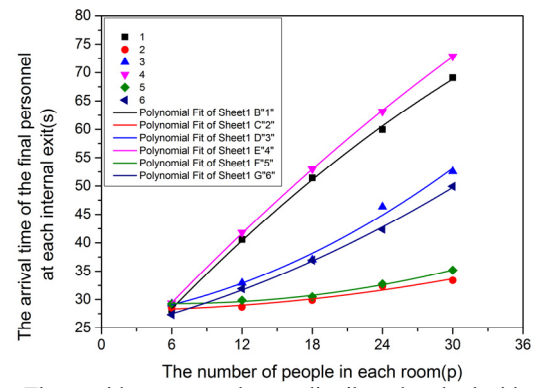 The arrival time of the final personnel
at each internal exit(s)
80
75
70
65
60
55
50
45
40
35
30
25
1
2
3
4
5
6
Polynomial Fit of Sheet1 B"1"
Polynomial Fit of Sheet1 C"2"
Polynomial Fit of Sheet1 D"3"
Polynomial Fit of Sheet1 E"4"
Polynomial Fit of Sheet1 F"5"
Polynomial Fit of Sheet1 G"6"
0 6 12 18 24 30 36
The number of people in each room(p)